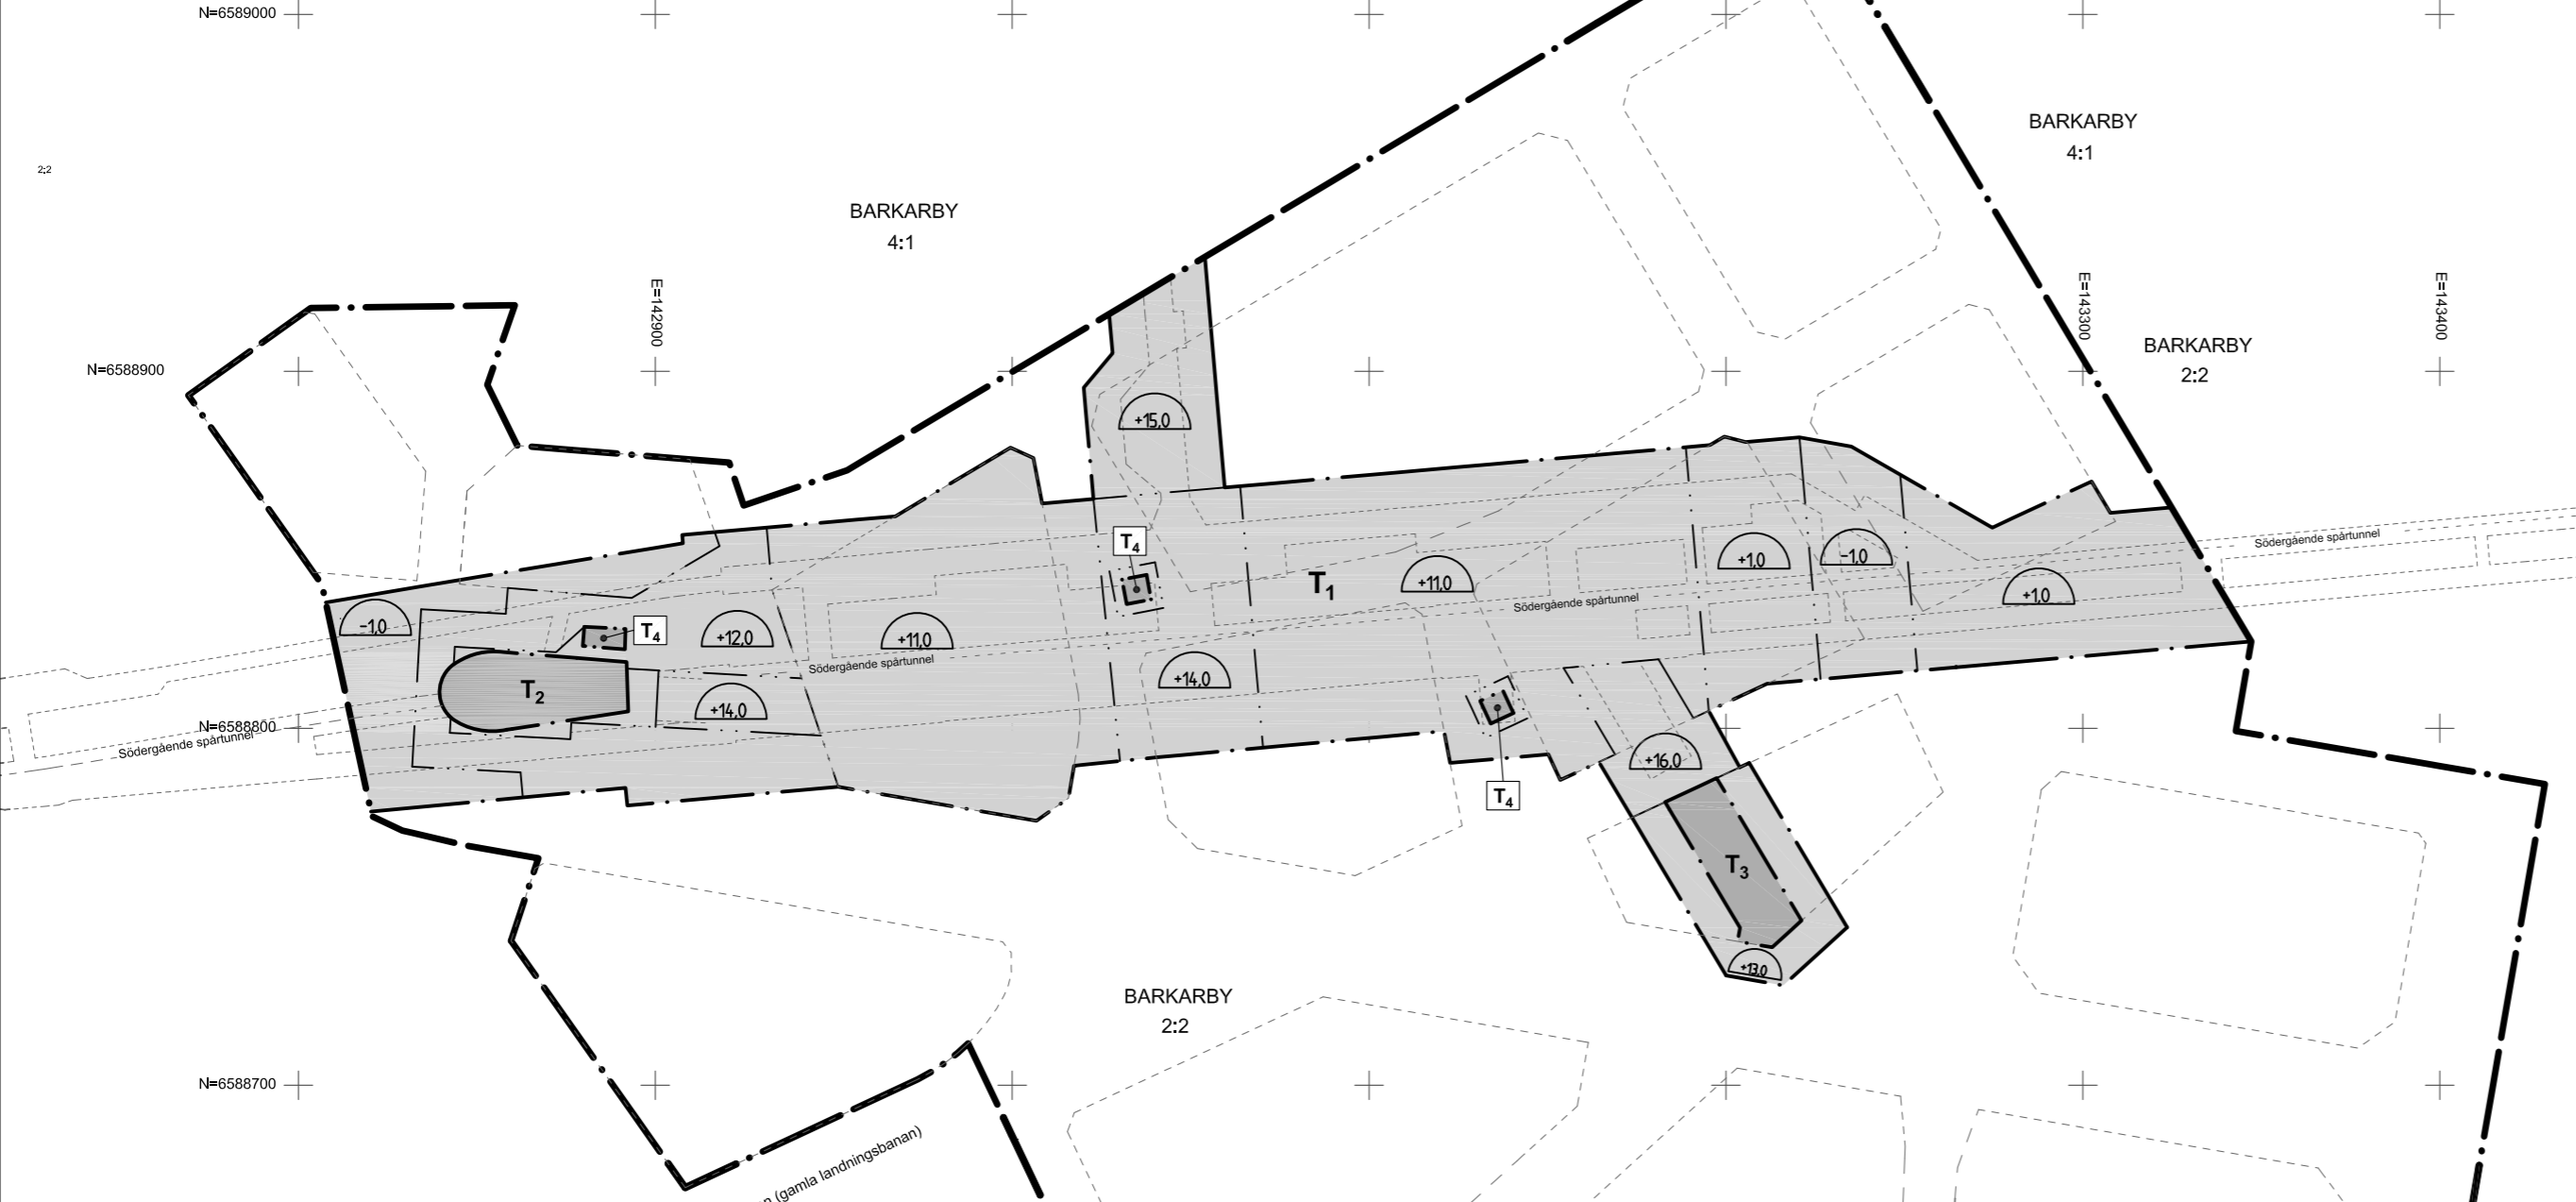 N=6589000
BARKARBY
4:1
2:2
BARKARBY
4:1
E=142900
E=143300
E=143400
BARKARBY
2:2
N=6588900
+15,0
T4
Södergående spårtunnel
+1,0
-1,0
T1
+11,0
+1,0
Södergående spårtunnel
-1,0
T4
+12,0
+11,0
Södergående spårtunnel
T2
+14,0
+14,0
N=6588800
Södergående spårtunnel
+16,0
T4
T3
+13,0
BARKARBY
2:2
N=6588700
n (gamla landningsbanan)